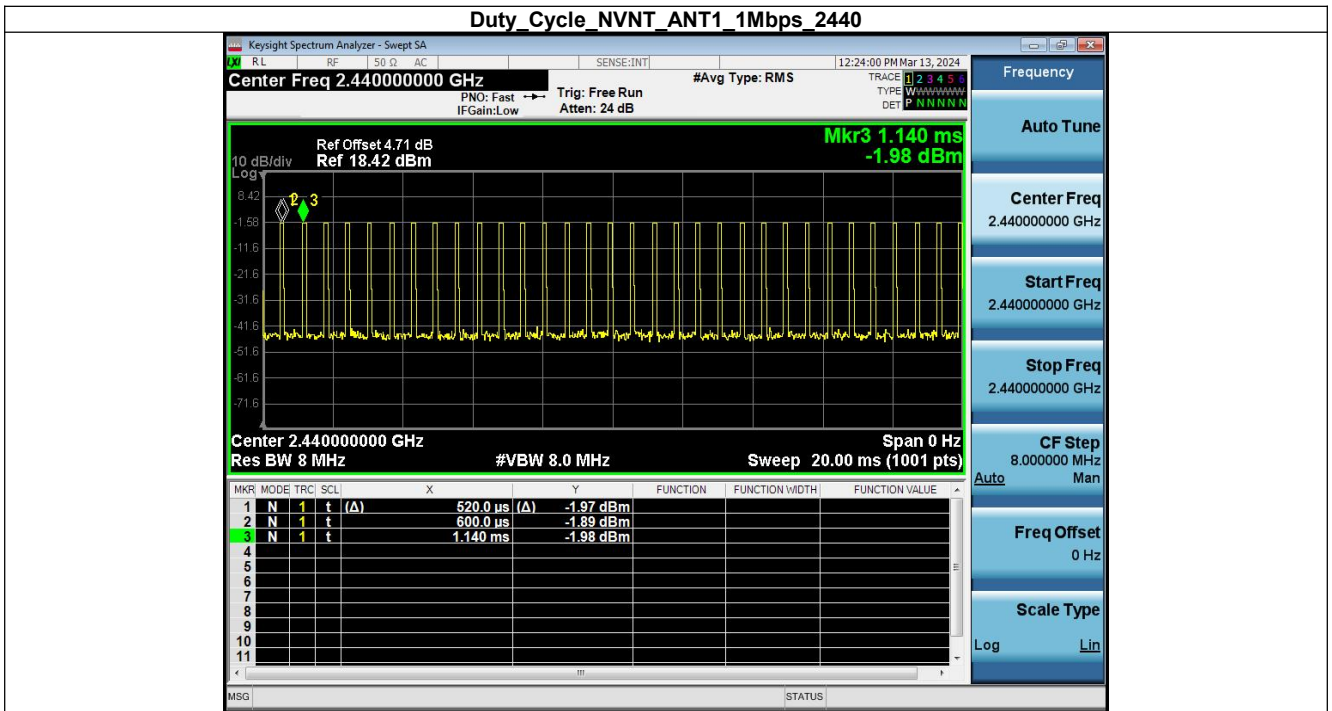 Duty_Cycle_NVNT_ANT1_1Mbps_2440
Keysight Spectrum Analyzer - Swept SA
LXI RL RF 50 Ω AC SENSE:INT 12:24:00 PM Mar 13, 2024
Center Freq 2.440000000 GHz #Avg Type: RMS TRACE 1 2 3 4 5 6
PNO: Fast Trig: Free Run TYPE WWWWWW
IFGain:Low Atten: 24 dB DET P N N N N N
Mkr3 1.140 ms
-1.98 dBm
Ref Offset 4.71 dB
10 dB/div Ref 18.42 dBm
Log
8.42
-1.58
-11.6
-21.6
-31.6
-41.6
-51.6
-61.6
-71.6
2 3
Center 2.440000000 GHz Span 0 Hz
Res BW 8 MHz #VBW 8.0 MHz Sweep 20.00 ms (1001 pts)
MKR MODE TRC SCL X Y FUNCTION FUNCTION WIDTH FUNCTION VALUE
1 N 1 t (Δ) 520.0 µs (Δ) -1.97 dBm
2 N 1 t 600.0 µs -1.89 dBm
3 N 1 t 1.140 ms -1.98 dBm
4
5
6
7
8
9
10
11
MSG STATUS
Frequency
Auto Tune
Center Freq
2.440000000 GHz
Start Freq
2.440000000 GHz
Stop Freq
2.440000000 GHz
CF Step
8.000000 MHz
Auto Man
Freq Offset
0 Hz
Scale Type
Log Lin